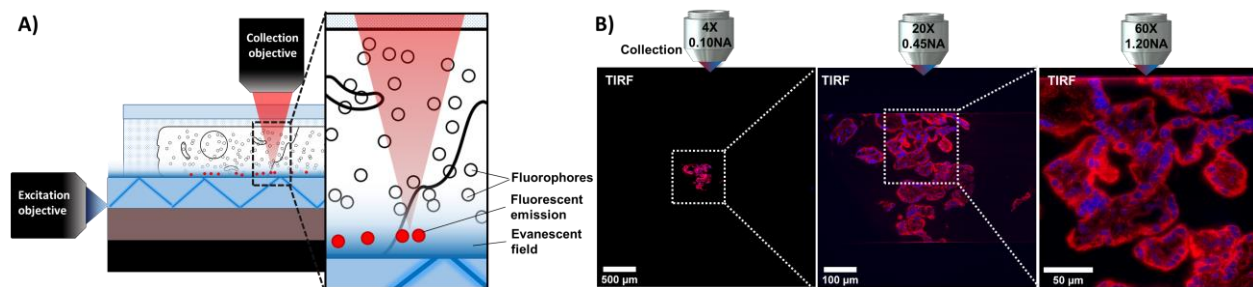 A)
Collection
objective
Excitation
objective
Fluorophores
Fluorescent
emission
Evanescent
field
B)
Collection
4X
0.10NA
20X
0.45NA
60X
1.20NA
TIRF
TIRF
TIRF
500 µm
100 µm
50 µm